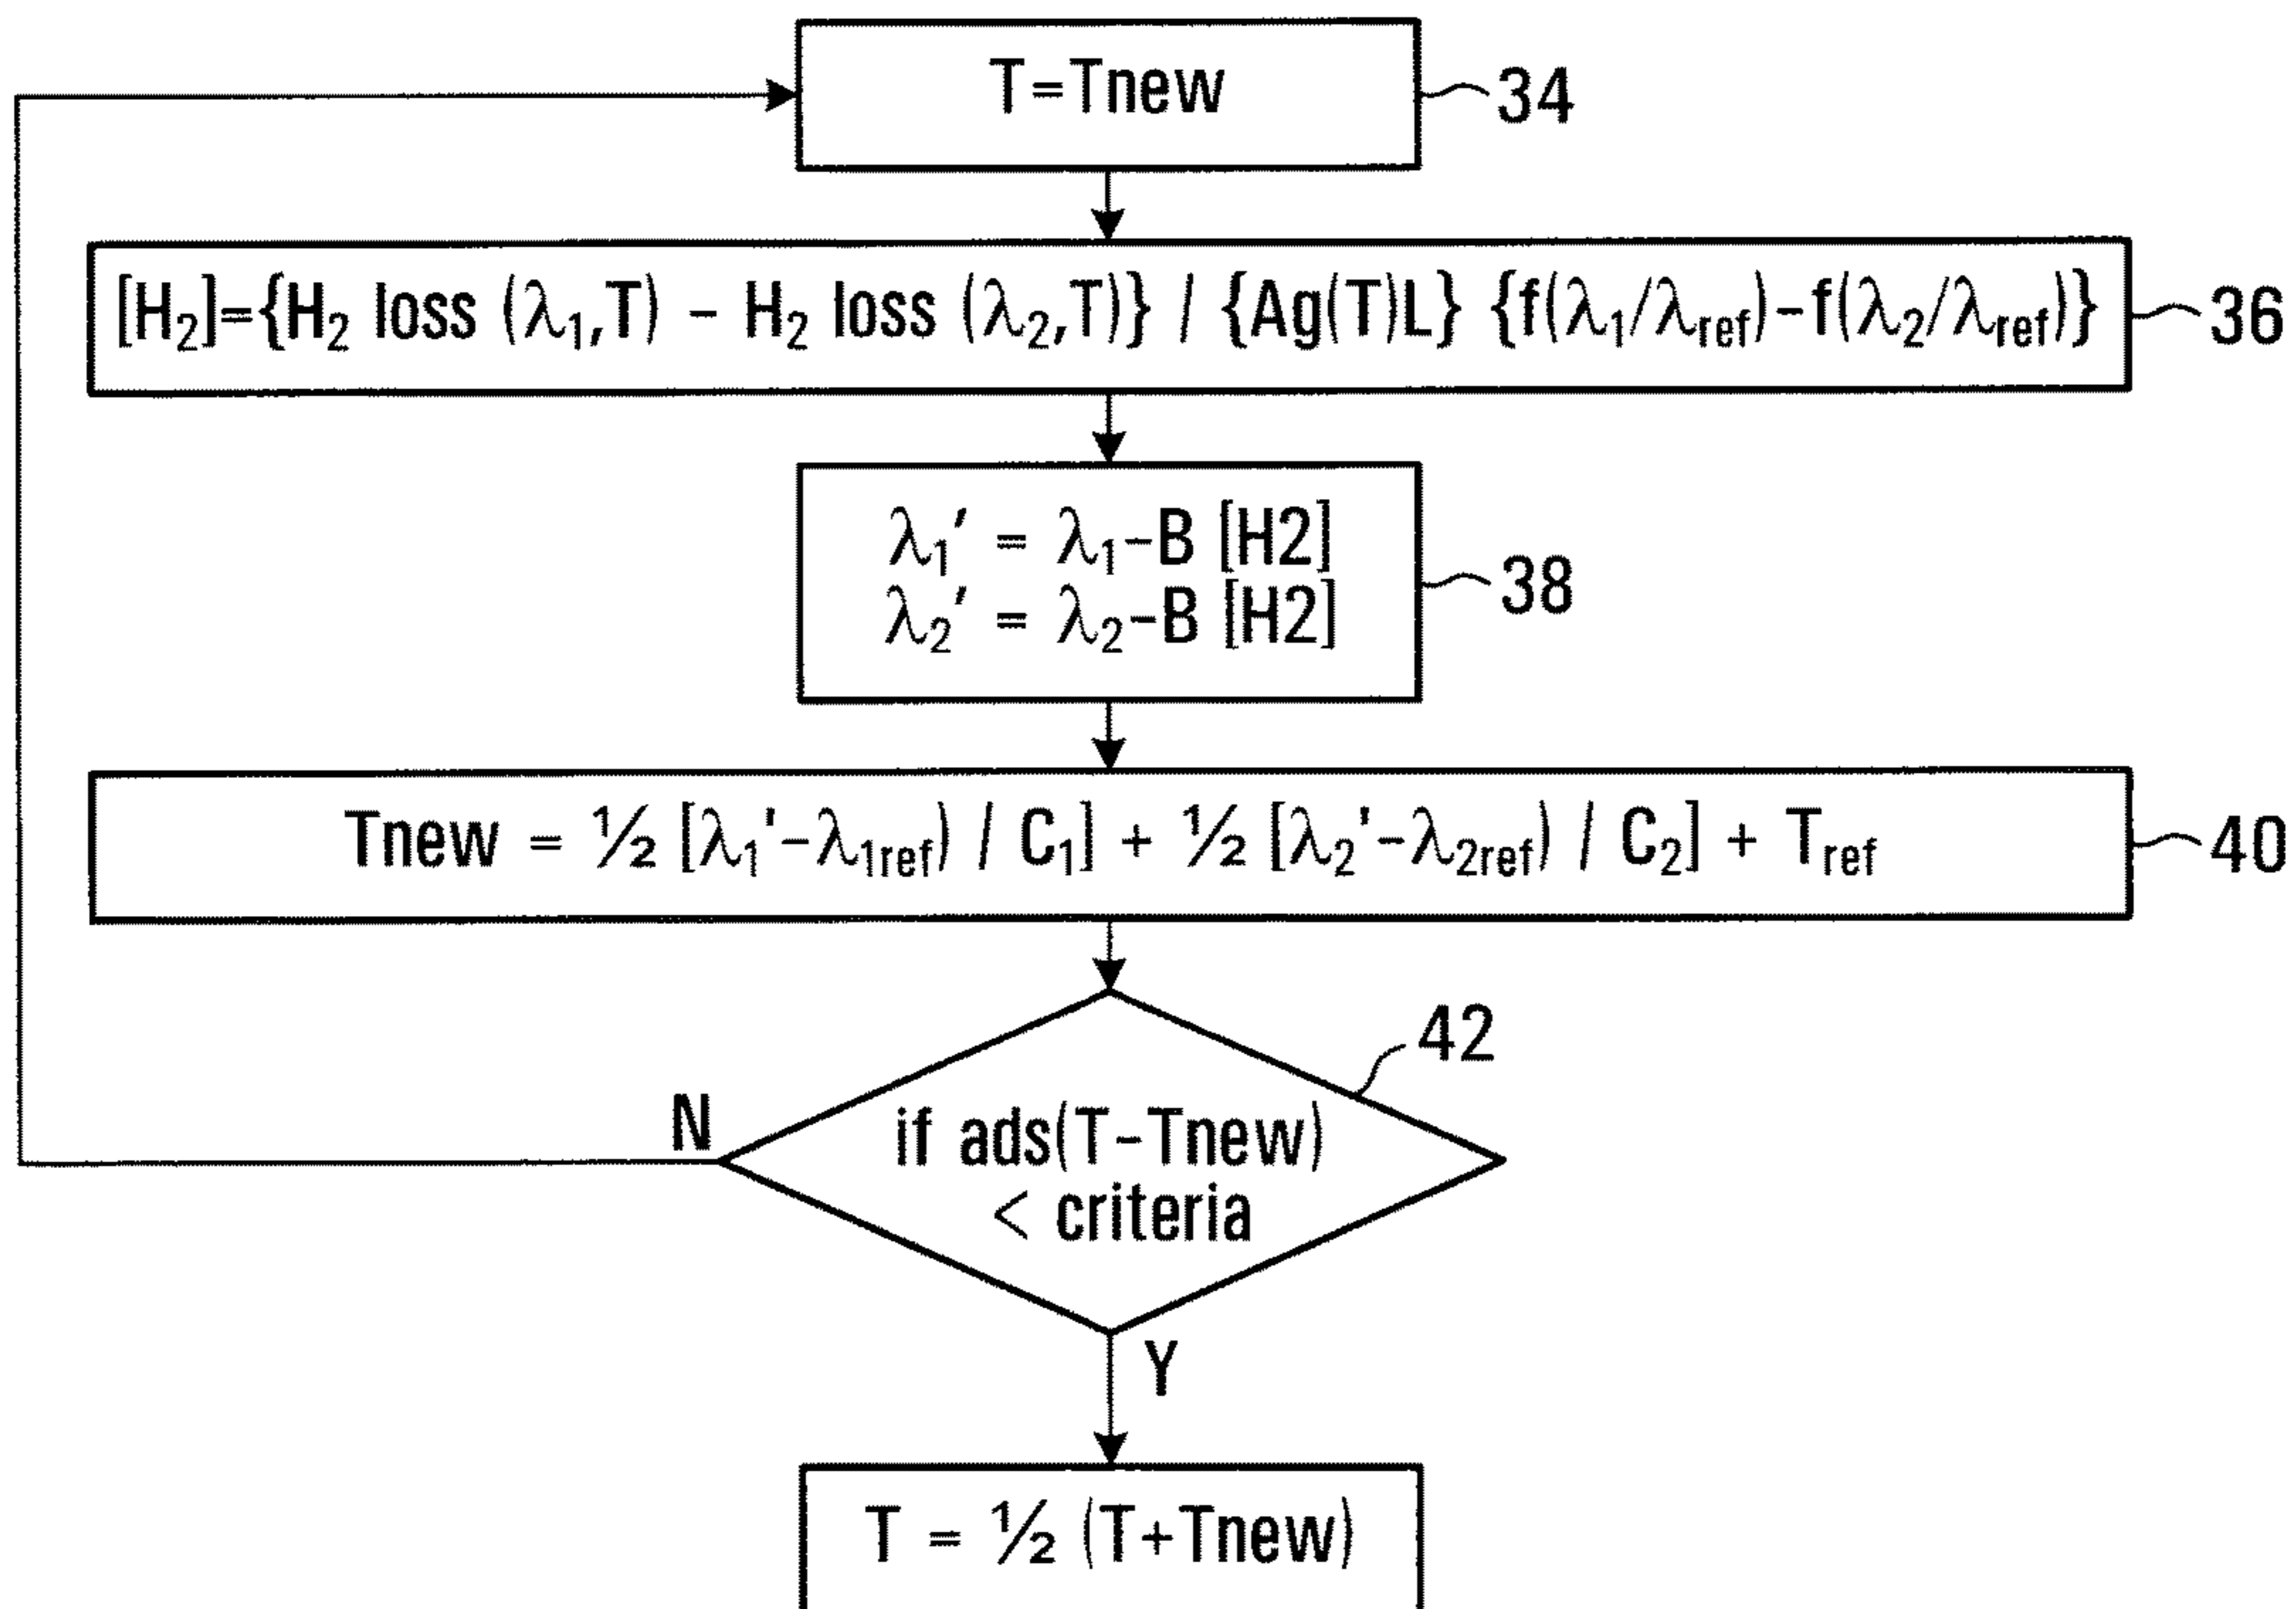 T=Tnew
34
[H₂]={H₂ loss (λ₁,T) – H₂ loss (λ₂,T)} / {Ag(T)L} {f(λ₁/λref)–f(λ₂/λref)}
36
λ₁' = λ₁–B [H2]
λ₂' = λ₂–B [H2]
38
Tnew = ½ [λ₁'–λ₁ref) / C₁] + ½ [λ₂'–λ₂ref) / C₂] + Tref
40
42
N
if ads(T–Tnew)
< criteria
Y
T = ½ (T+Tnew)